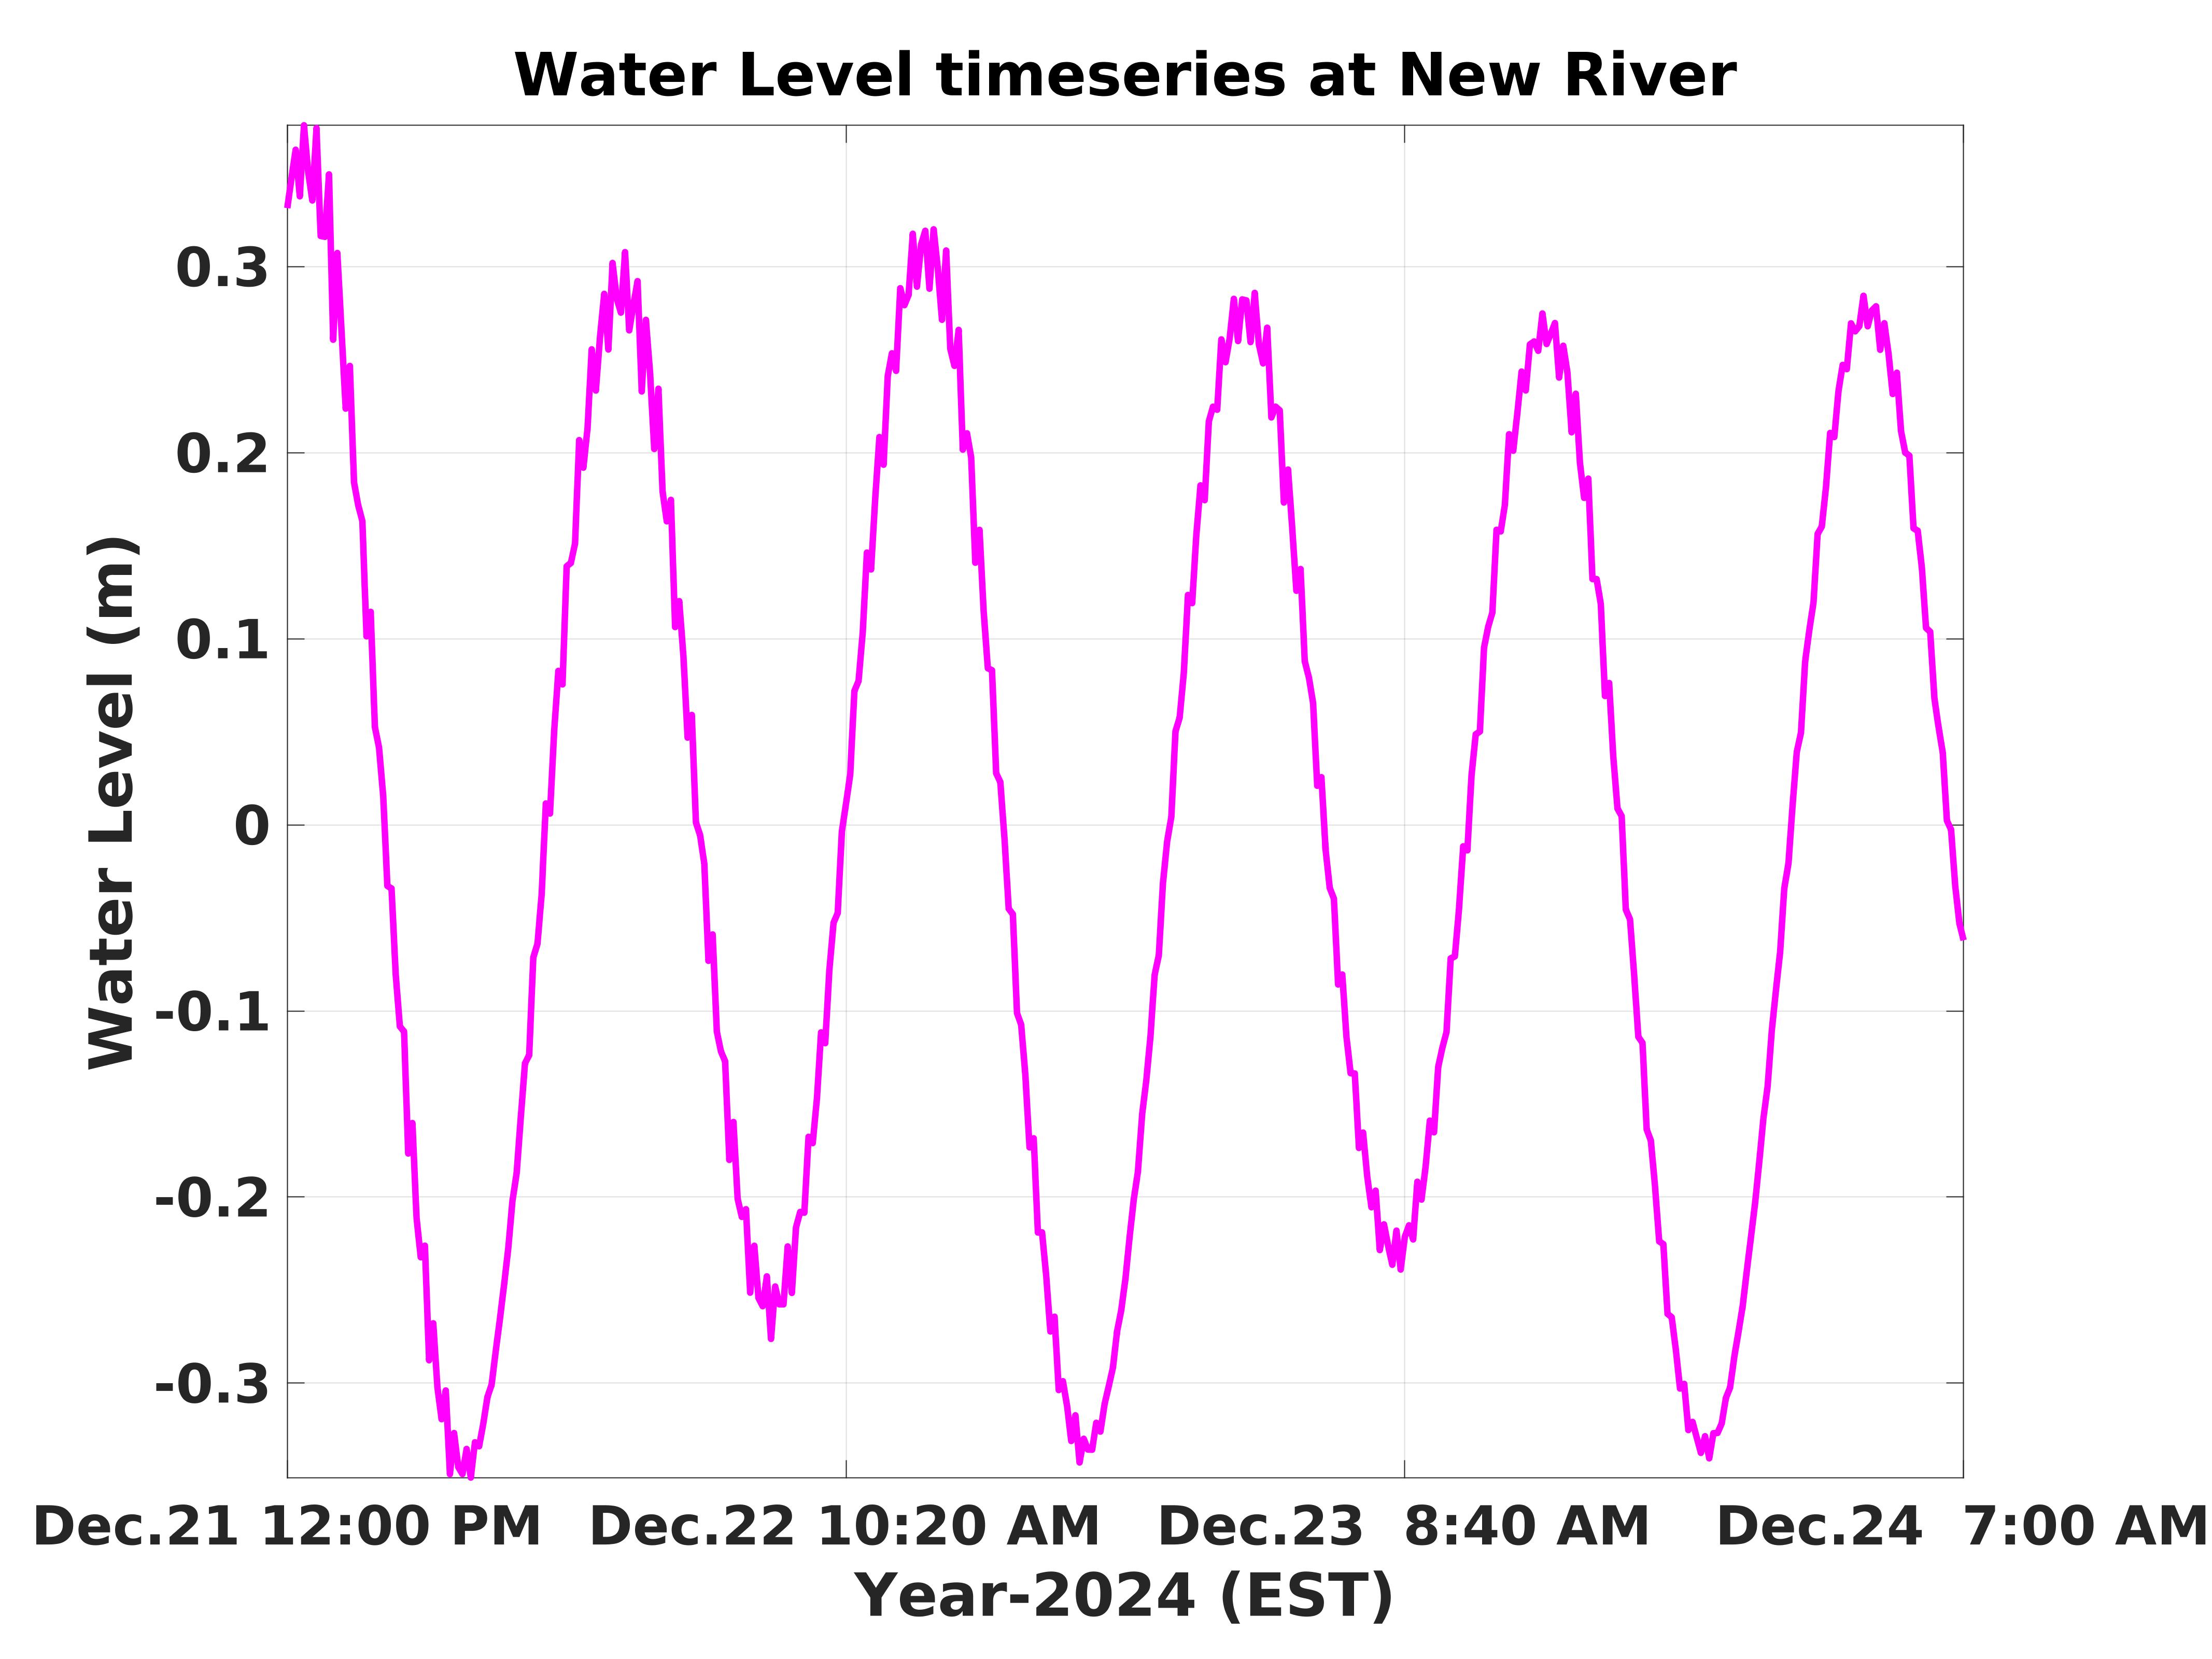 Water Level timeseries at New River
Water Level (m)
0.3
0.2
0.1
0
-0.1
-0.2
-0.3
Dec.21 12:00 PM
Dec.22 10:20 AM
Dec.23 8:40 AM
Dec.24 7:00 AM
Year-2024 (EST)